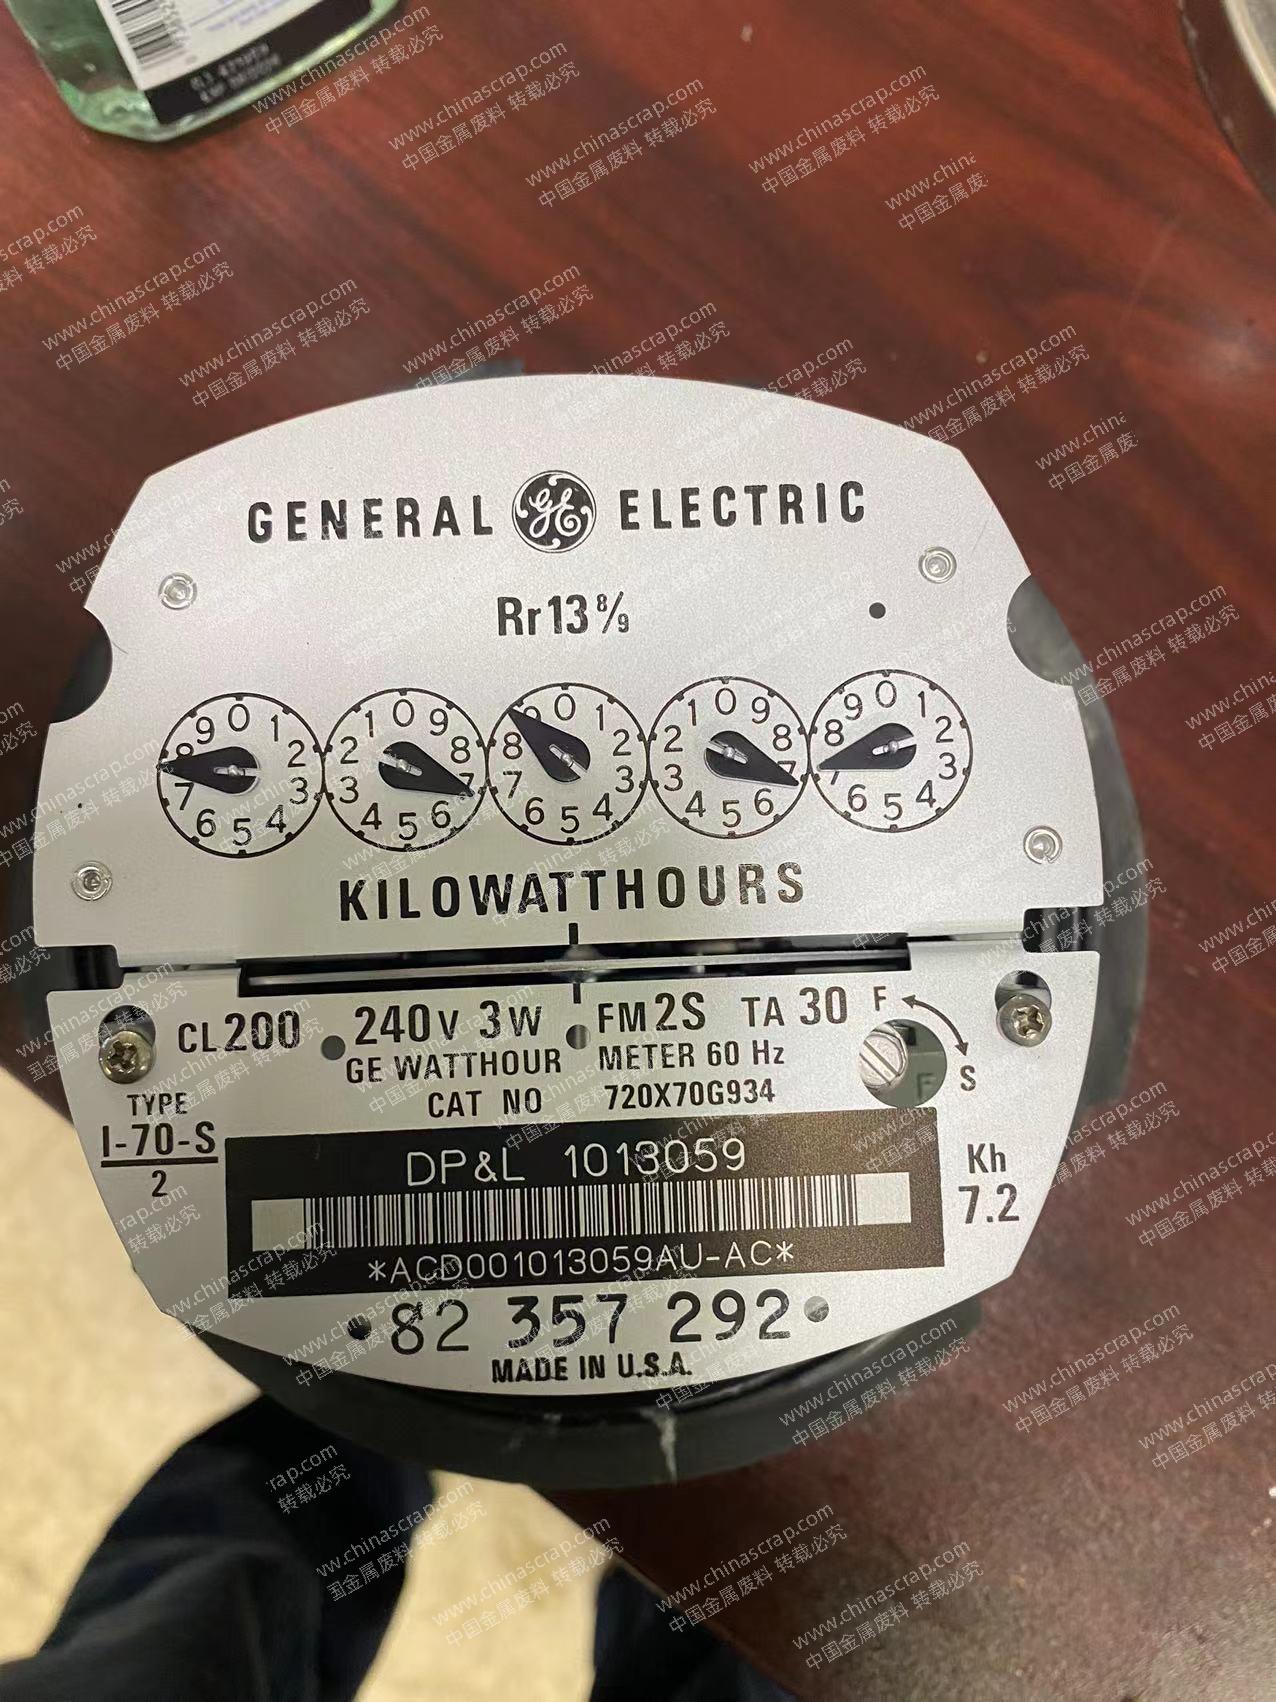 GENERAL GE ELECTRIC
Rr 13 8/9
0 1 2 3 4 5 6 7 8 9
0 9 8 7 6 5 4 3 2 1
0 1 2 3 4 5 6 7 8 9
0 9 8 7 6 5 4 3 2 1
0 1 2 3 4 5 6 7 8 9
KILOWATTHOURS
CL200 240V 3W FM2S TA 30 F
GE WATTHOUR METER 60 Hz
S
CAT NO 720X70G934
TYPE
I-70-S
2
Kh
7.2
DP&L 1013059
*ACD001013059AU-AC*
82 357 292
MADE IN U.S.A.
www.chinascrap.com
中国金属废料 转载必究